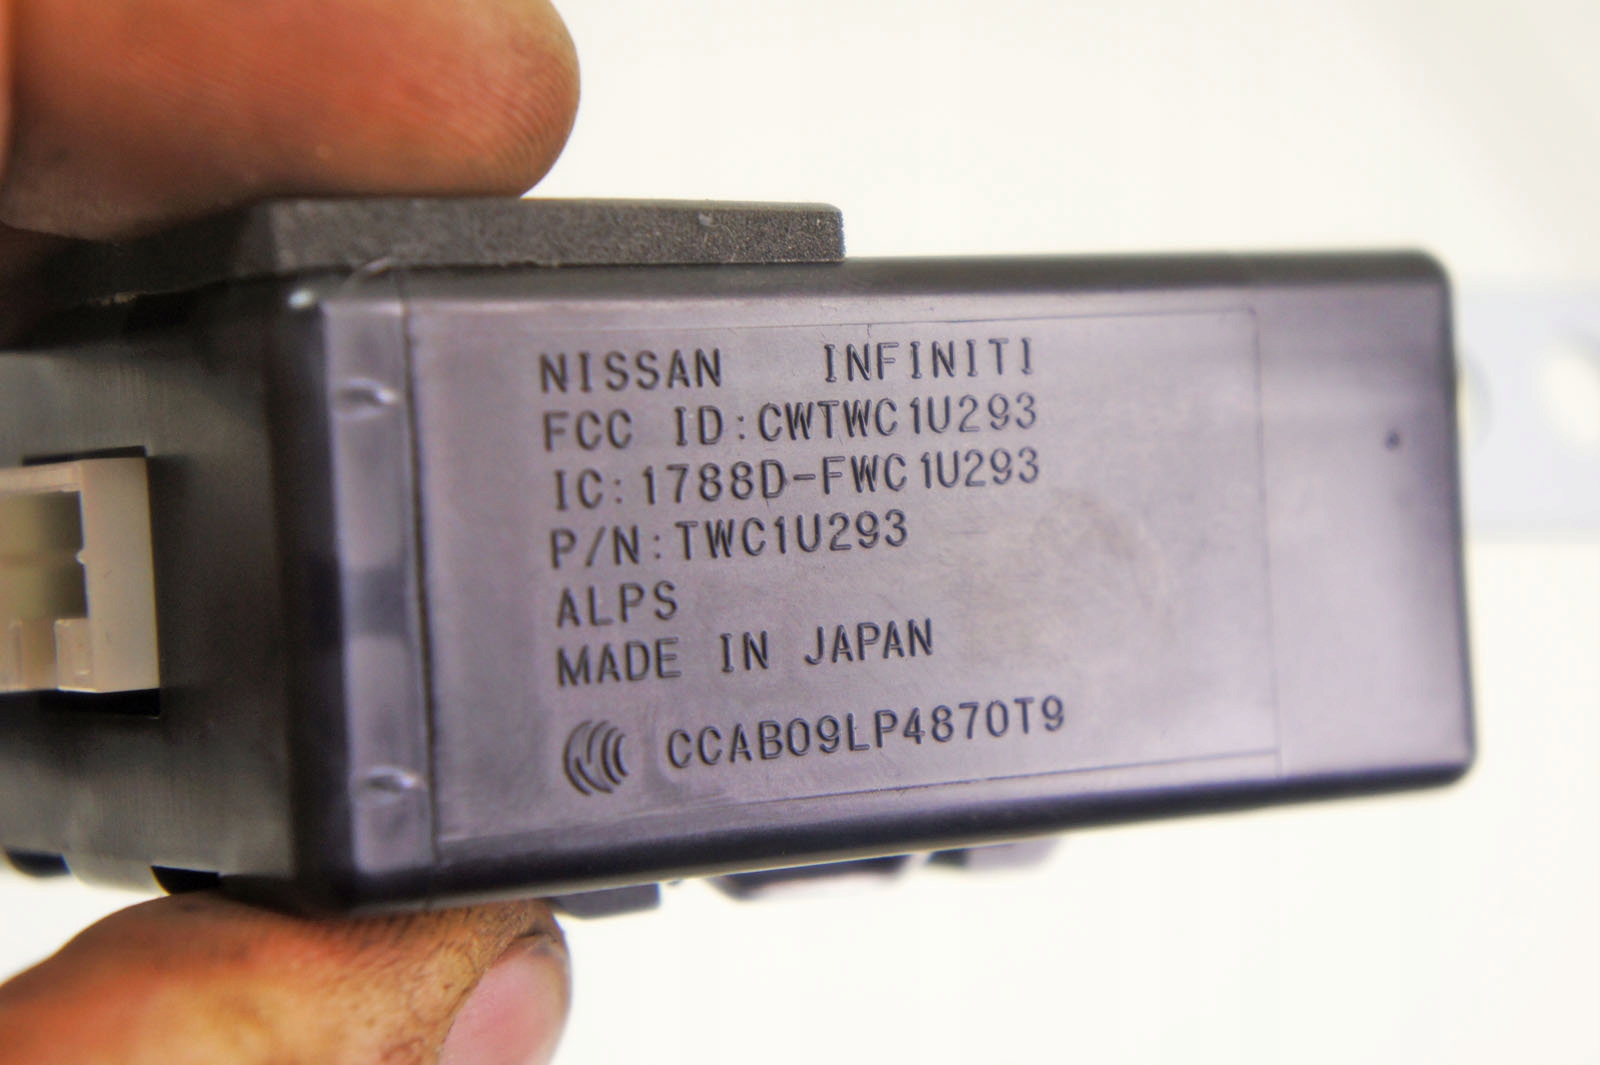 NISSAN INFINITI
FCC ID:CWTWC1U293
IC:1788D-FWC1U293
P/N:TWC1U293
ALPS
MADE IN JAPAN
CCAB09LP4870T9